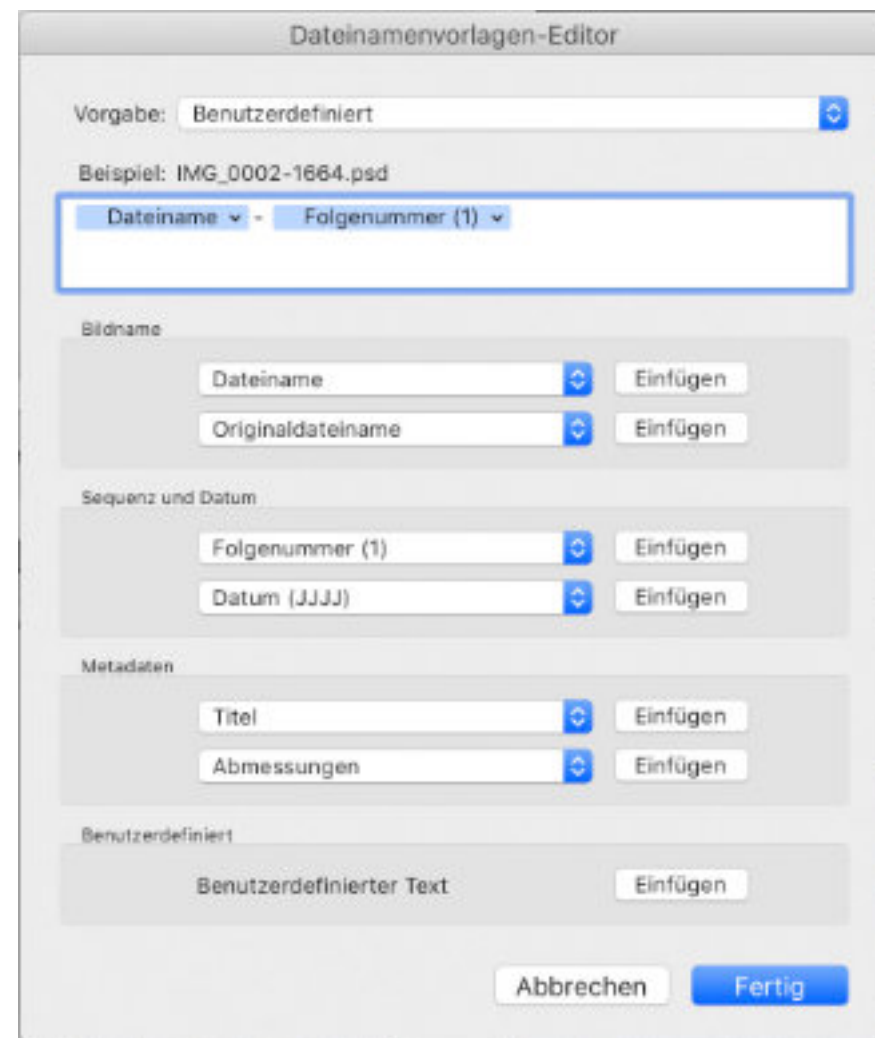 Dateinamenvorlagen-Editor
Vorgabe: Benutzerdefiniert
Beispiel: IMG_0002-1664.psd
Dateiname - Folgenummer (1)
Bildname
Dateiname Einfügen
Originaldateiname Einfügen
Sequenz und Datum
Folgenummer (1) Einfügen
Datum (JJJJ) Einfügen
Metadaten
Titel Einfügen
Abmessungen Einfügen
Benutzerdefiniert
Benutzerdefinierter Text Einfügen
Abbrechen Fertig